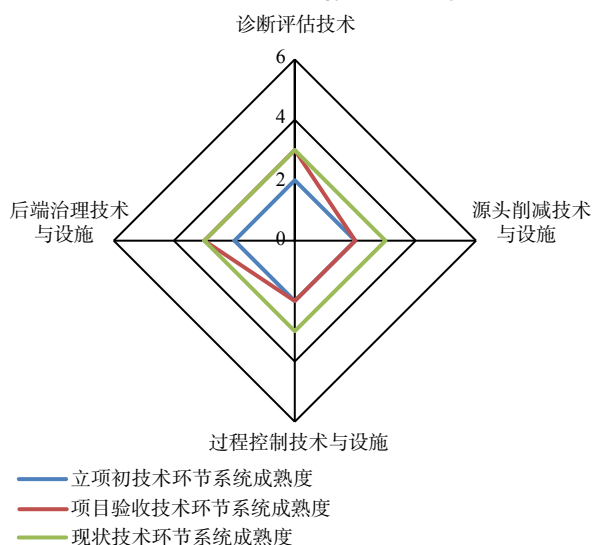 诊断评估技术
6
4
2
0
后端治理技术
与设施
源头削减技术
与设施
过程控制技术与设施
立项初技术环节系统成熟度
项目验收技术环节系统成熟度
现状技术环节系统成熟度